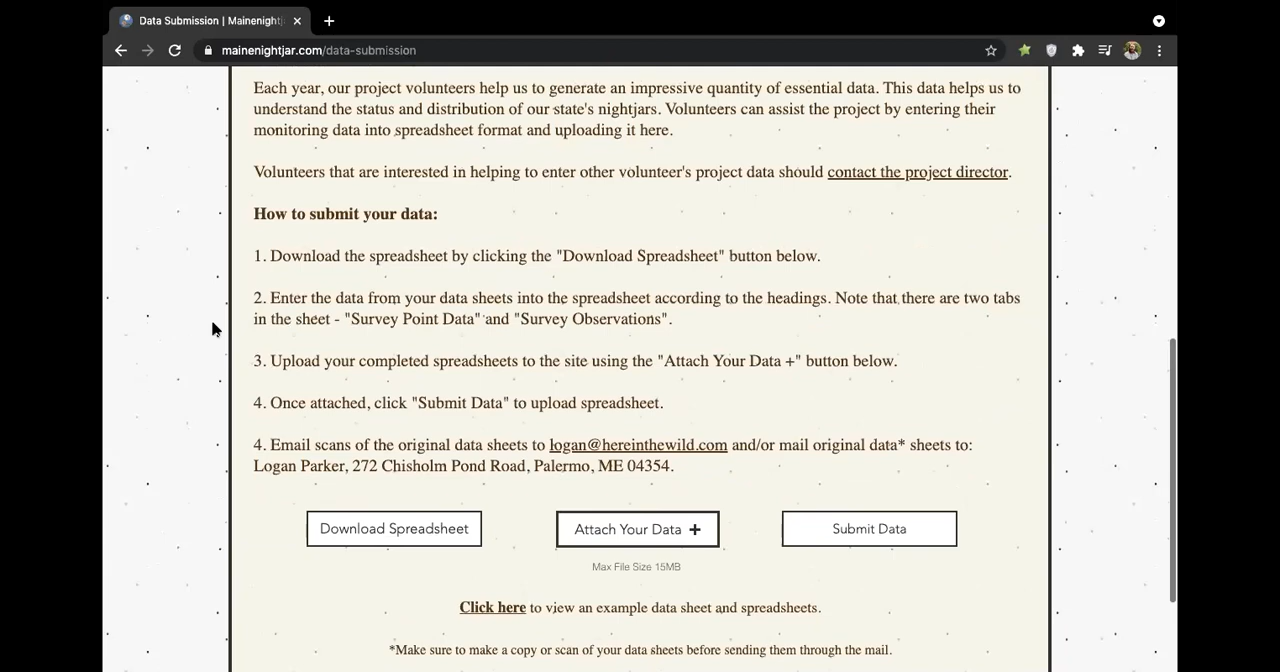 Data Submission | Mainenightj
mainenightjar.com/data-submission
Each year, our project volunteers help us to generate an impressive quantity of essential data. This data helps us to
understand the status and distribution of our state's nightjars. Volunteers can assist the project by entering their
monitoring data into spreadsheet format and uploading it here.
Volunteers that are interested in helping to enter other volunteer's project data should contact the project director.
How to submit your data:
1. Download the spreadsheet by clicking the "Download Spreadsheet" button below.
2. Enter the data from your data sheets into the spreadsheet according to the headings. Note that there are two tabs
in the sheet - "Survey Point Data" and "Survey Observations".
3. Upload your completed spreadsheets to the site using the "Attach Your Data +" button below.
4. Once attached, click "Submit Data" to upload spreadsheet.
4. Email scans of the original data sheets to logan@hereinthewild.com and/or mail original data* sheets to:
Logan Parker, 272 Chisholm Pond Road, Palermo, ME 04354.
Download Spreadsheet
Attach Your Data +
Submit Data
Max File Size 15MB
Click here to view an example data sheet and spreadsheets.
*Make sure to make a copy or scan of your data sheets before sending them through the mail.